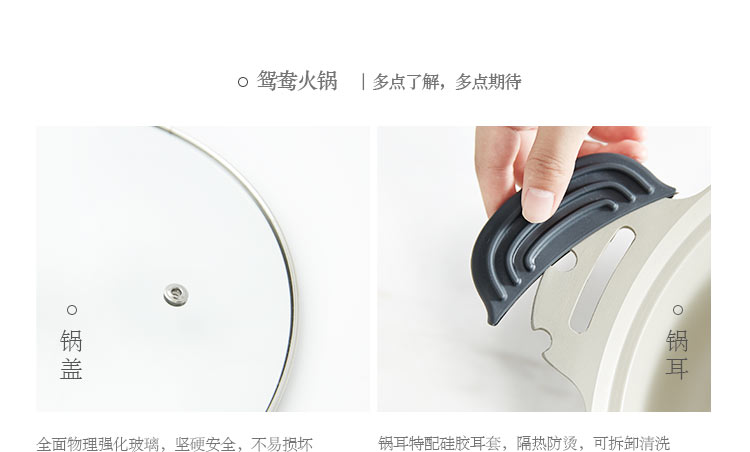 鸳鸯火锅 | 多点了解，多点期待
锅盖
锅耳
全面物理强化玻璃，坚硬安全，不易损坏
锅耳特配硅胶耳套，隔热防烫，可拆卸清洗